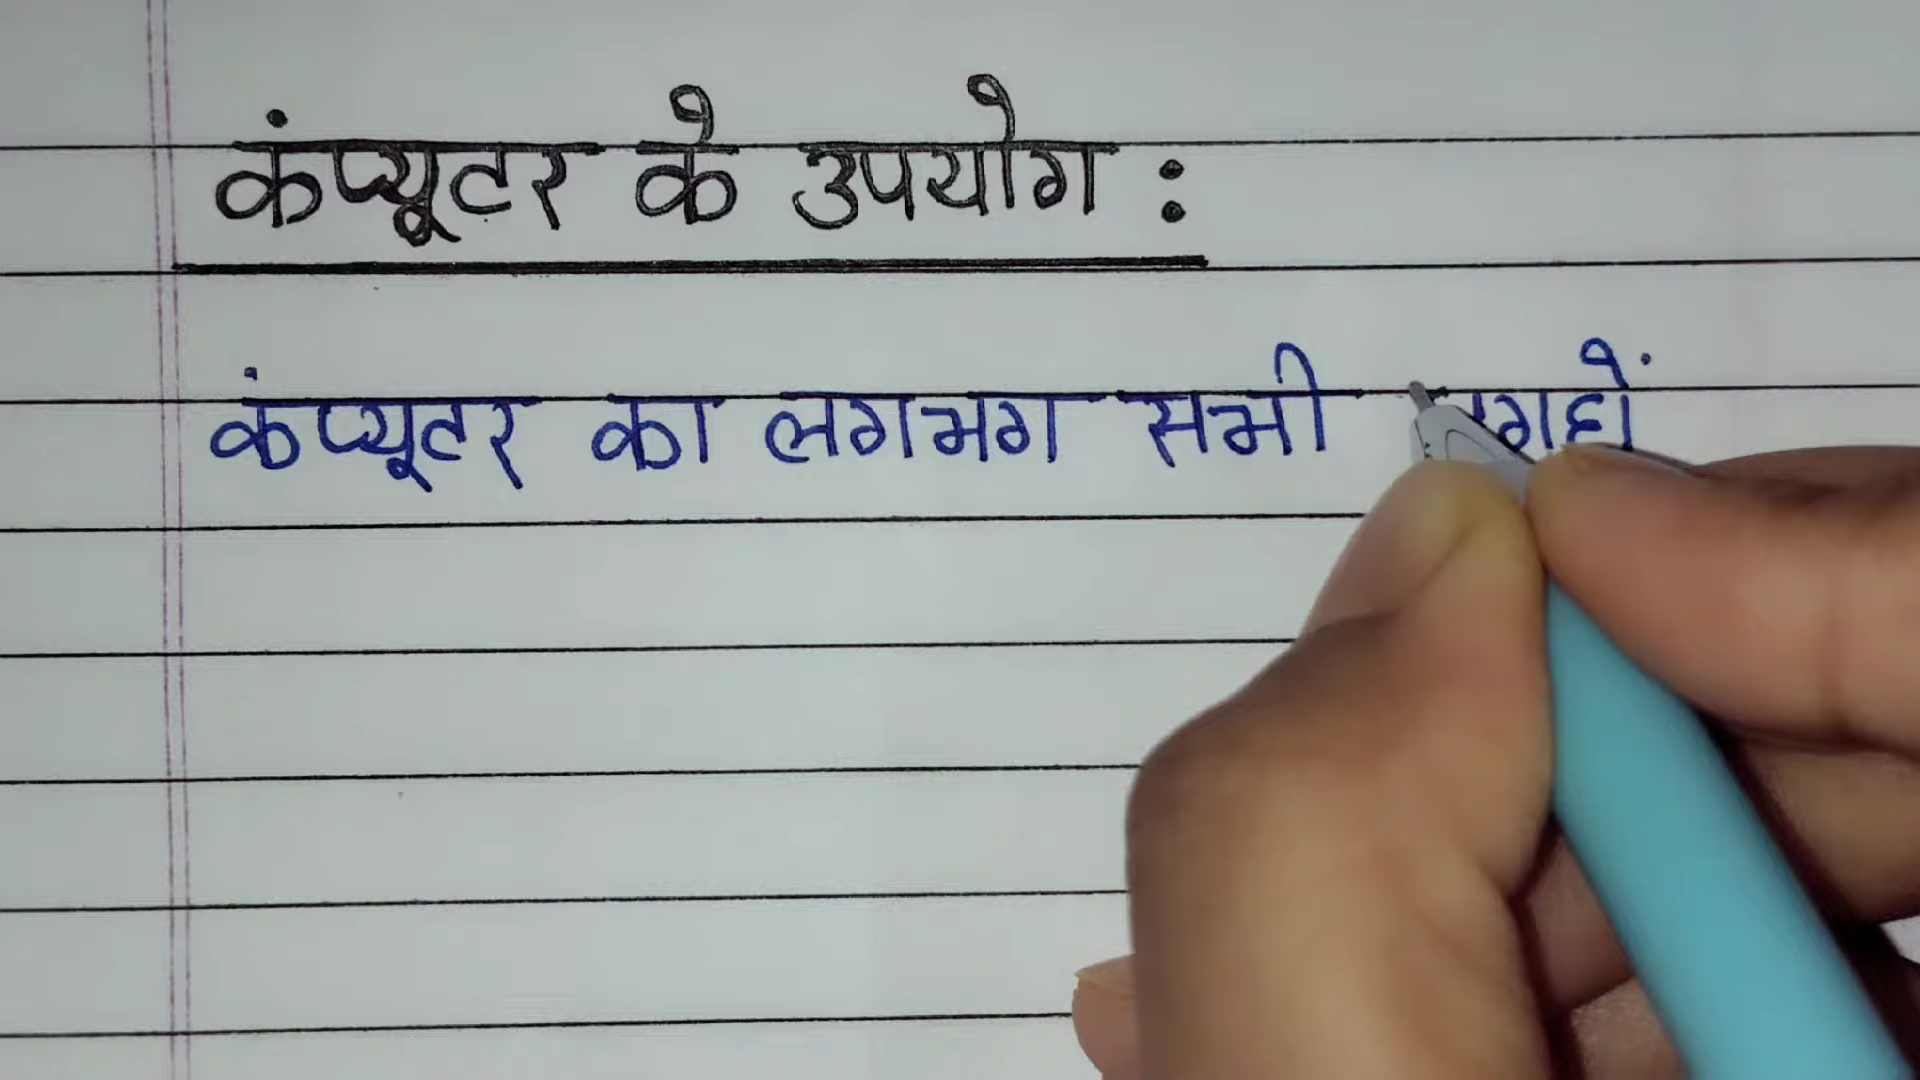 कंप्यूटर के उपयोग :
कंप्यूटर का लगभग सभी